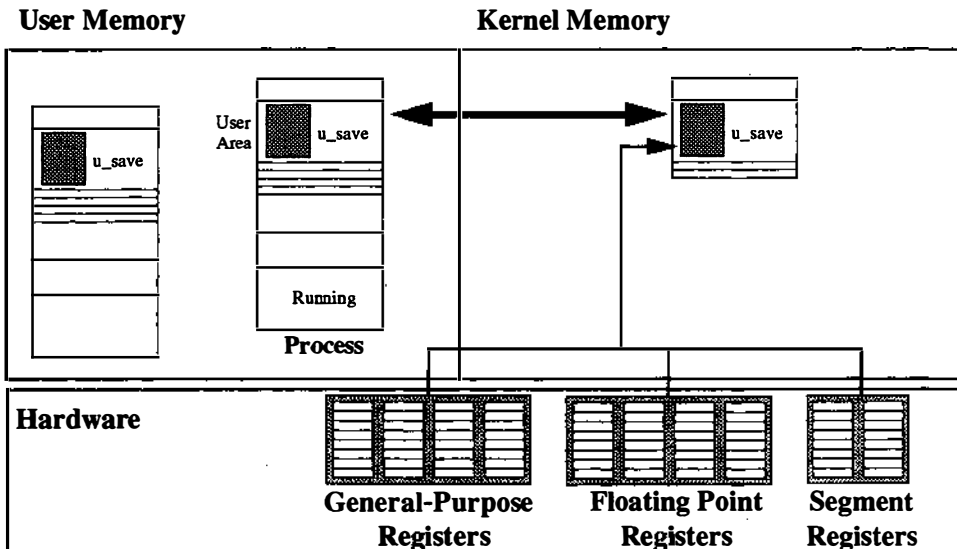 User Memory
Kernel Memory
u_save
User
Area
u_save
u_save
Running
Process
Hardware
General-Purpose
Registers
Floating Point
Registers
Segment
Registers